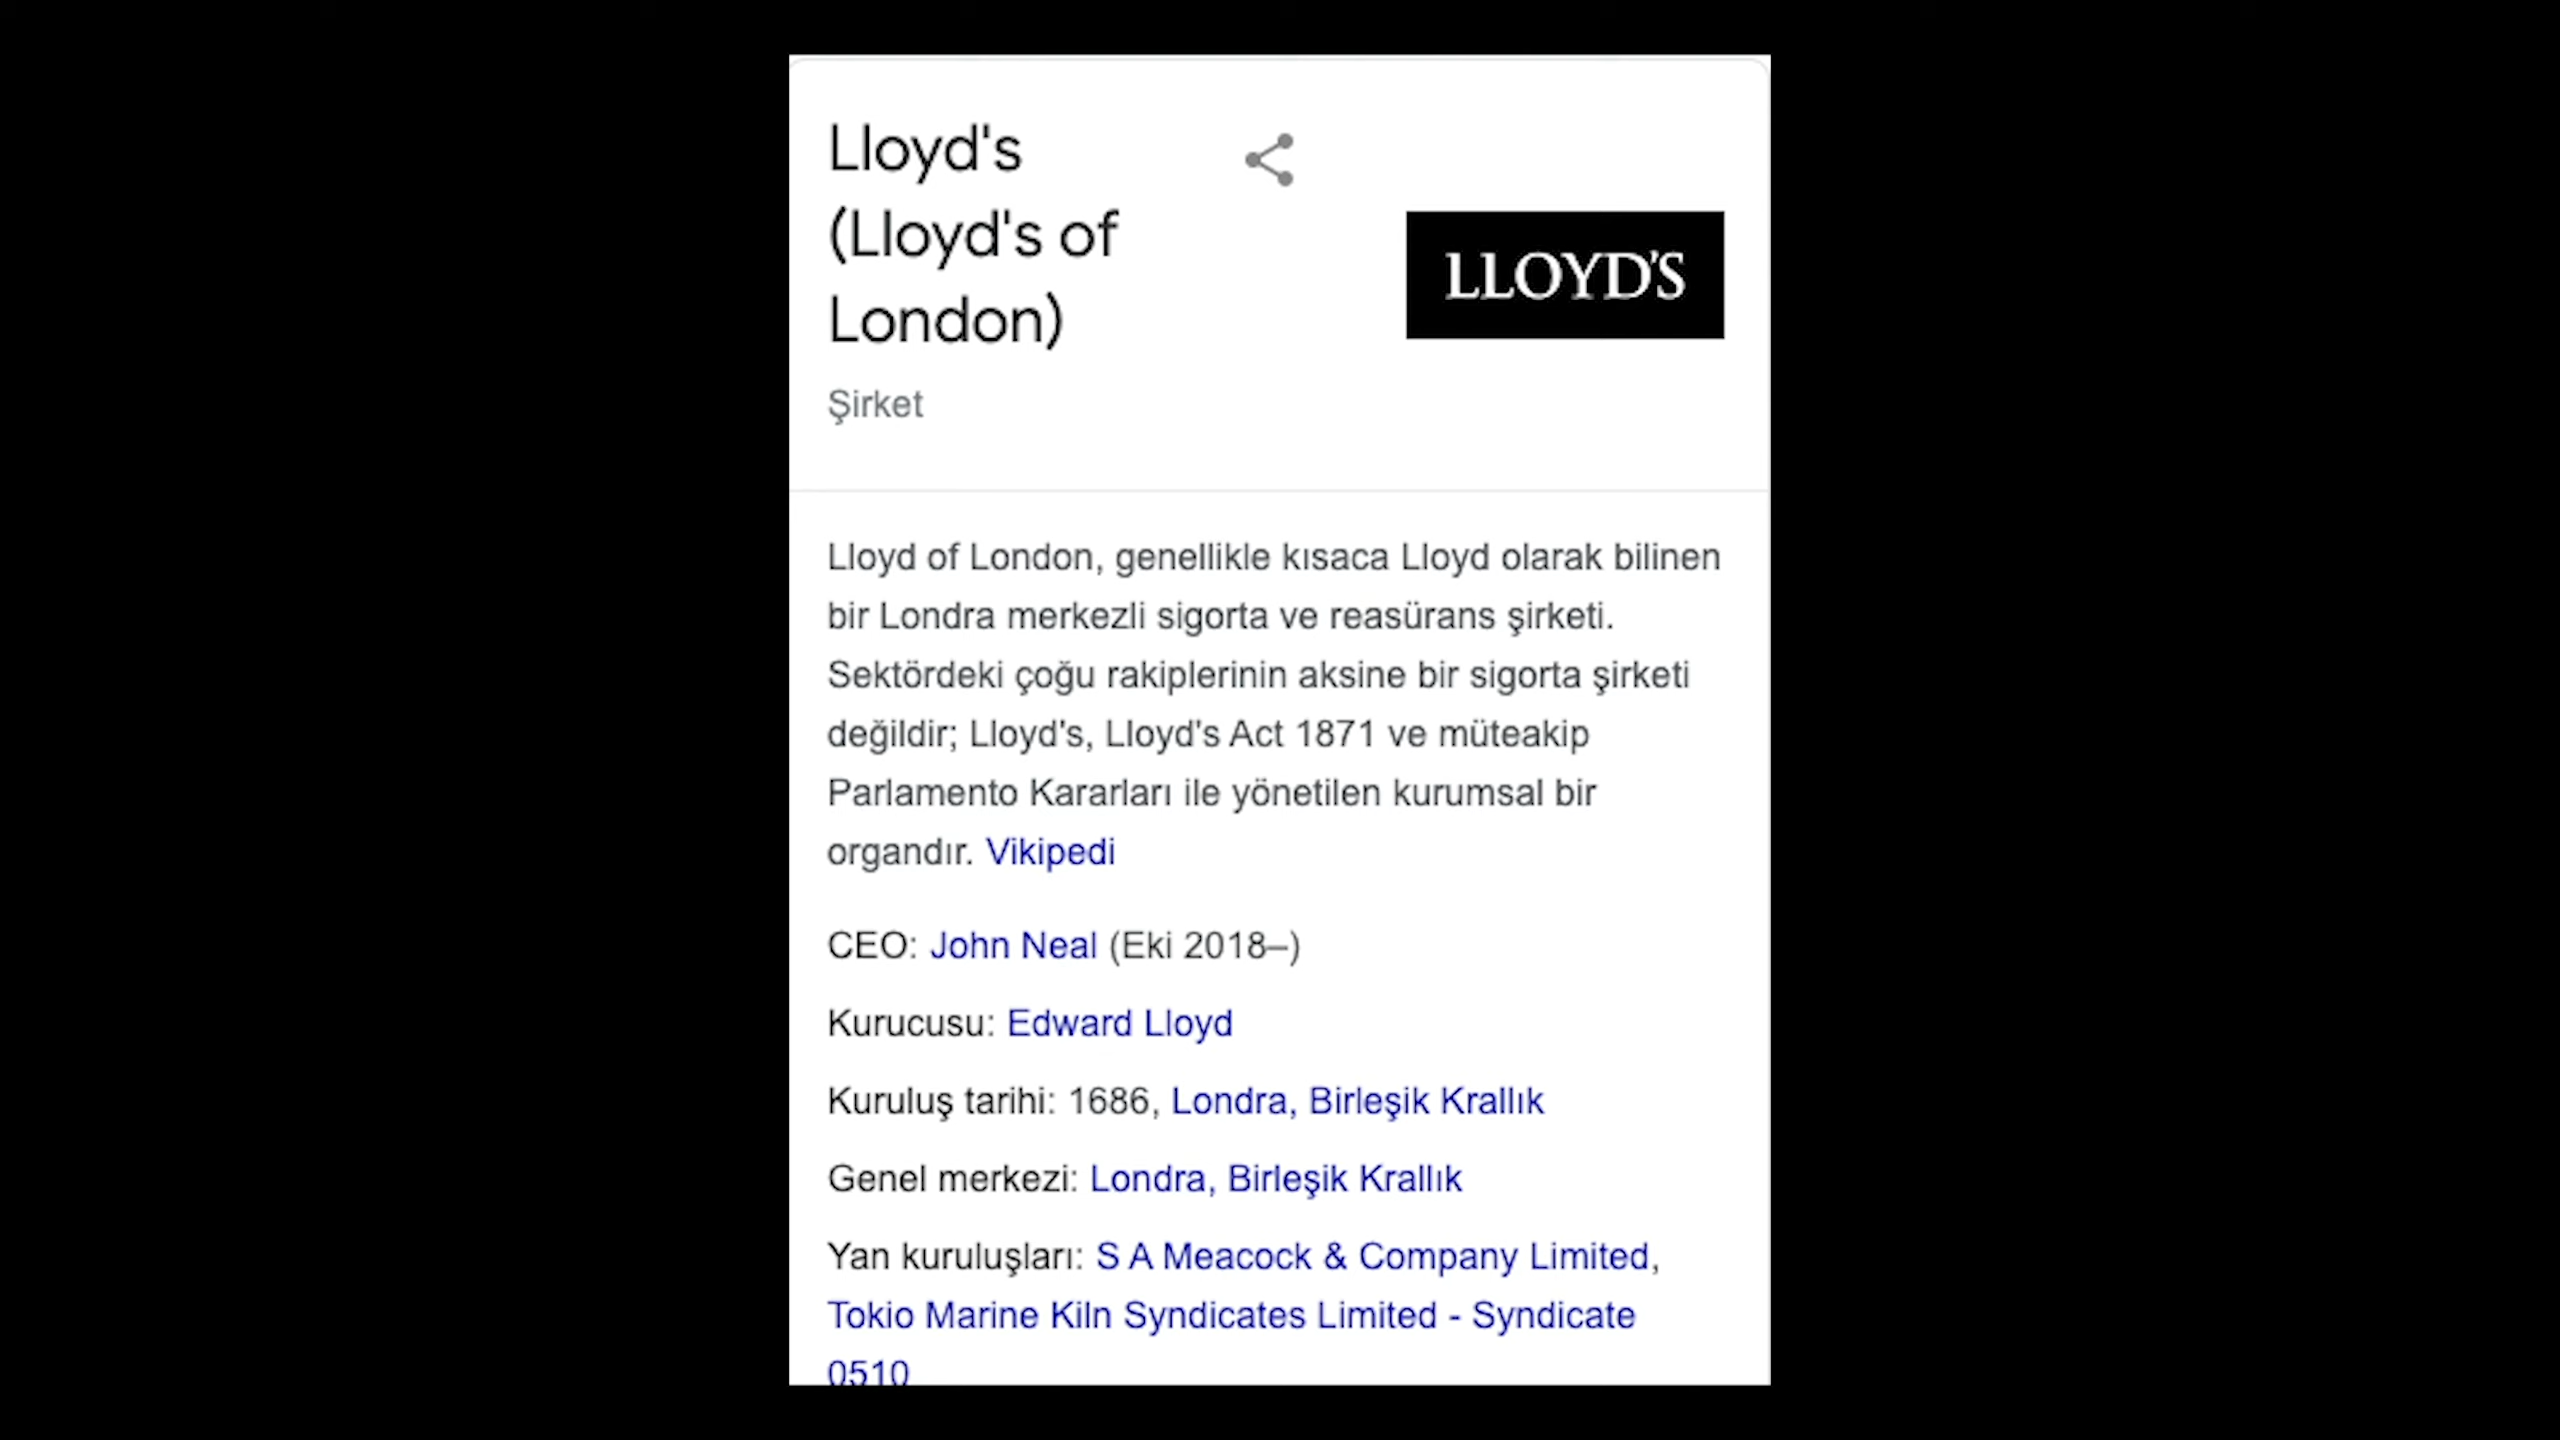 Lloyd's
(Lloyd's of
London)
LLOYD'S
Şirket
Lloyd of London, genellikle kısaca Lloyd olarak bilinen
bir Londra merkezli sigorta ve reasürans şirketi.
Sektördeki çoğu rakiplerinin aksine bir sigorta şirketi
değildir; Lloyd's, Lloyd's Act 1871 ve müteakip
Parlamento Kararları ile yönetilen kurumsal bir
organdır. Vikipedi
CEO: John Neal (Eki 2018–)
Kurucusu: Edward Lloyd
Kuruluş tarihi: 1686, Londra, Birleşik Krallık
Genel merkezi: Londra, Birleşik Krallık
Yan kuruluşları: S A Meacock & Company Limited,
Tokio Marine Kiln Syndicates Limited - Syndicate
0510